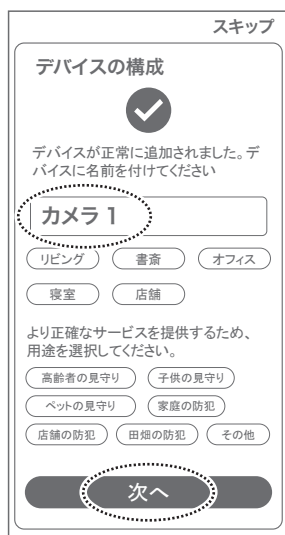 スキップ
デバイスの構成
デバイスが正常に追加されました。デ
バイスに名前を付けてください
カメラ 1
リビング 書斎 オフィス
寝室 店舗
より正確なサービスを提供するため、
用途を選択してください。
高齢者の見守り 子供の見守り
ペットの見守り 家庭の防犯
店舗の防犯 田畑の防犯 その他
次へ